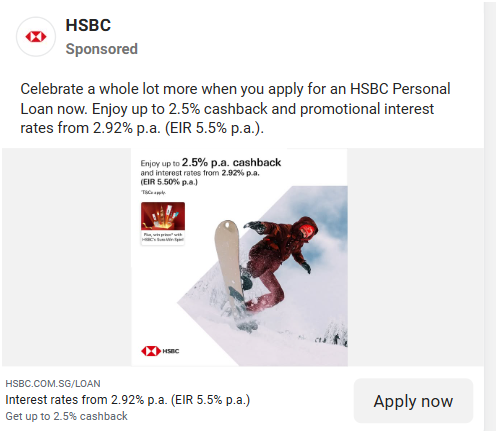 HSBC
Sponsored
Celebrate a whole lot more when you apply for an HSBC Personal
Loan now. Enjoy up to 2.5% cashback and promotional interest
rates from 2.92% p.a. (EIR 5.5% p.a.).
Enjoy up to 2.5% p.a. cashback
and interest rates from 2.92% p.a.
(EIR 5.50% p.a.)
*T&Cs apply.
Plus, win prizes* with
HSBC's Sure-Win Spin!
HSBC
HSBC.COM.SG/LOAN
Interest rates from 2.92% p.a. (EIR 5.5% p.a.)
Get up to 2.5% cashback
Apply now